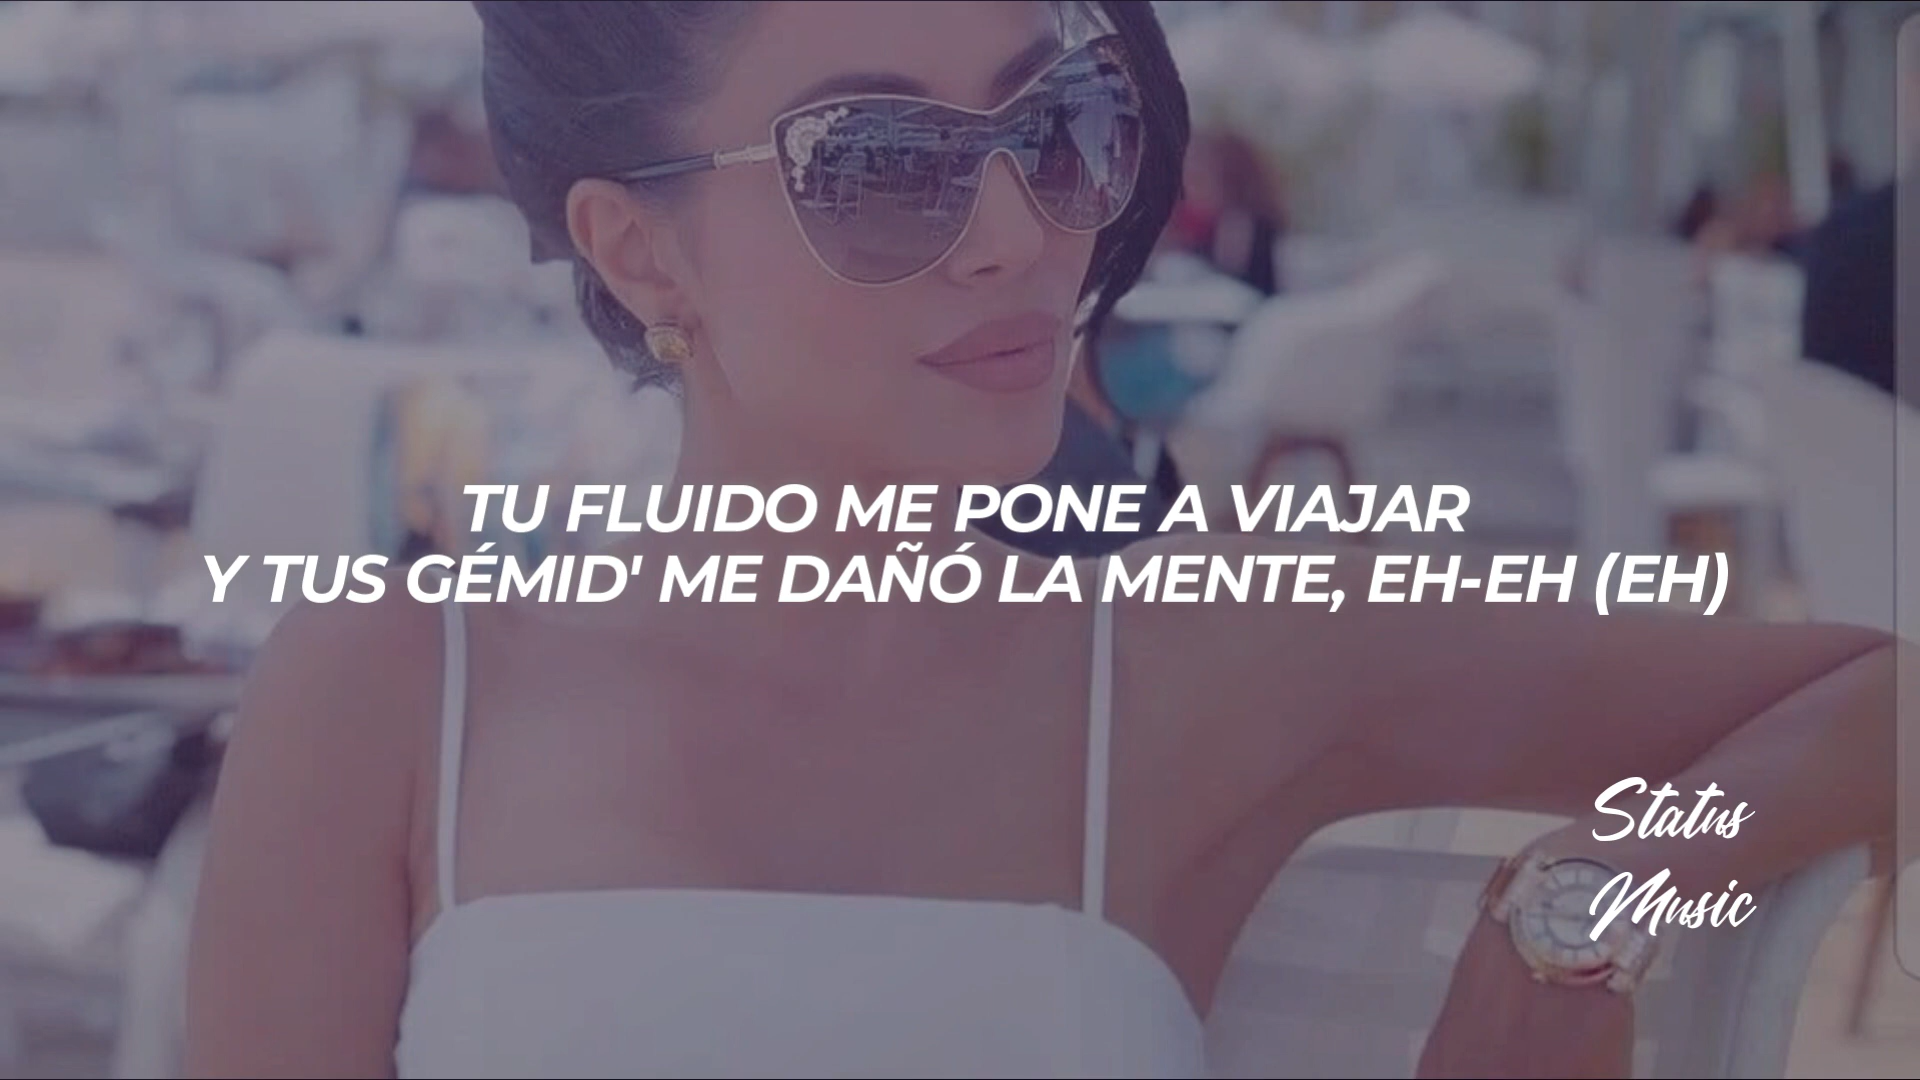 TU FLUIDO ME PONE A VIAJAR
Y TUS GÉMID' ME DAÑÓ LA MENTE, EH-EH (EH)
Status
Music